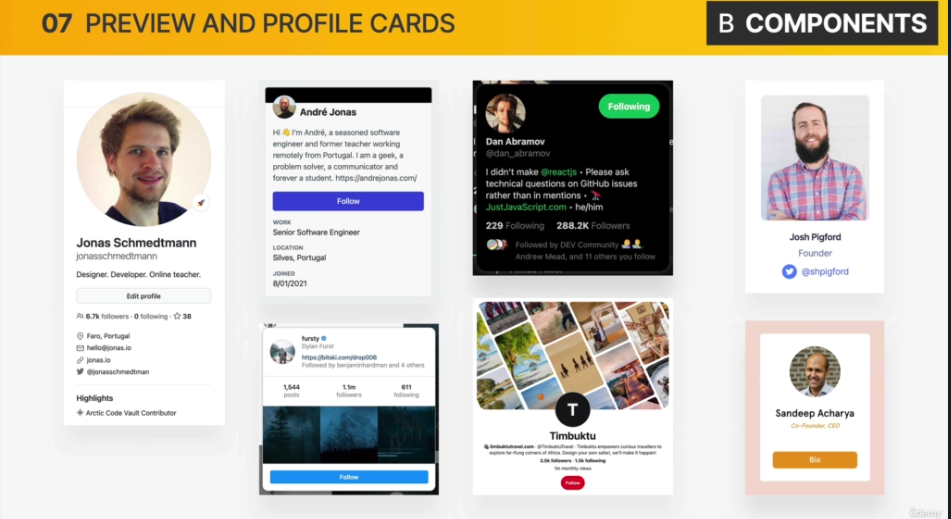 07 PREVIEW AND PROFILE CARDS
B COMPONENTS
Jonas Schmedtmann
jonasschmedtmann
Designer. Developer. Online teacher.
Edit profile
6.7k followers · 0 following · 38
Faro, Portugal
hello@jonas.io
jonas.io
@jonasschmedtman
Highlights
Arctic Code Vault Contributor
André Jonas
Hi 👋 I'm André, a seasoned software
engineer and former teacher working
remotely from Portugal. I am a geek, a
problem solver, a communicator and
forever a student. https://andrejonas.com/
Follow
WORK
Senior Software Engineer
LOCATION
Silves, Portugal
JOINED
8/01/2021
fursty
Dylan Furst
https://bitski.com/drop006
Followed by benjaminhardman and 4 others
1,544 1.1m 611
posts followers following
Follow
Following
Dan Abramov
@dan_abramov
I didn't make @reactjs • Please ask
technical questions on GitHub issues
rather than in mentions •
JustJavaScript.com • he/him
229 Following 288.2K Followers
Followed by DEV Community
Andrew Mead, and 11 others you follow
T
Timbuktu
timbuktutravel.com · @TimbuktuTravel · Timbuktu empowers curious travellers to
explore far-flung corners of Africa. Design your own safari, we'll make it happen!
3.5k followers · 1.5k following
1m monthly views
Follow
Josh Pigford
Founder
@shpigford
Sandeep Acharya
Co-Founder, CEO
Bio
Udemy